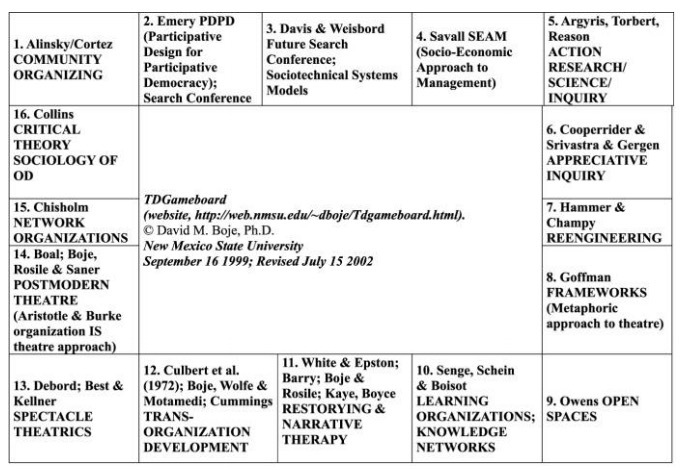 1. Alinsky/Cortez
COMMUNITY
ORGANIZING
2. Emery PDPD
(Participative
Design for
Participative
Democracy);
Search Conference
3. Davis & Weisbord
Future Search
Conference;
Sociotechnical Systems
Models
4. Savall SEAM
(Socio-Economic
Approach to
Management)
5. Argyris, Torbert,
Reason
ACTION
RESEARCH/
SCIENCE/
INQUIRY
16. Collins
CRITICAL
THEORY
SOCIOLOGY OF
OD
6. Cooperrider &
Srivastra & Gergen
APPRECIATIVE
INQUIRY
15. Chisholm
NETWORK
ORGANIZATIONS
TDGameboard
(website, http://web.nmsu.edu/~dboje/Tdgameboard.html).
© David M. Boje, Ph.D.
New Mexico State University
September 16 1999; Revised July 15 2002
7. Hammer &
Champy
REENGINEERING
14. Boal; Boje,
Rosile & Saner
POSTMODERN
THEATRE
(Aristotle & Burke
organization IS
theatre approach)
8. Goffman
FRAMEWORKS
(Metaphoric
approach to theatre)
13. Debord; Best &
Kellner
SPECTACLE
THEATRICS
12. Culbert et al.
(1972); Boje, Wolfe &
Motamedi; Cummings
TRANS-
ORGANIZATION
DEVELOPMENT
11. White & Epston;
Barry; Boje &
Rosile; Kaye, Boyce
RESTORYING &
NARRATIVE
THERAPY
10. Senge, Schein
& Boisot
LEARNING
ORGANIZATIONS;
KNOWLEDGE
NETWORKS
9. Owens OPEN
SPACES